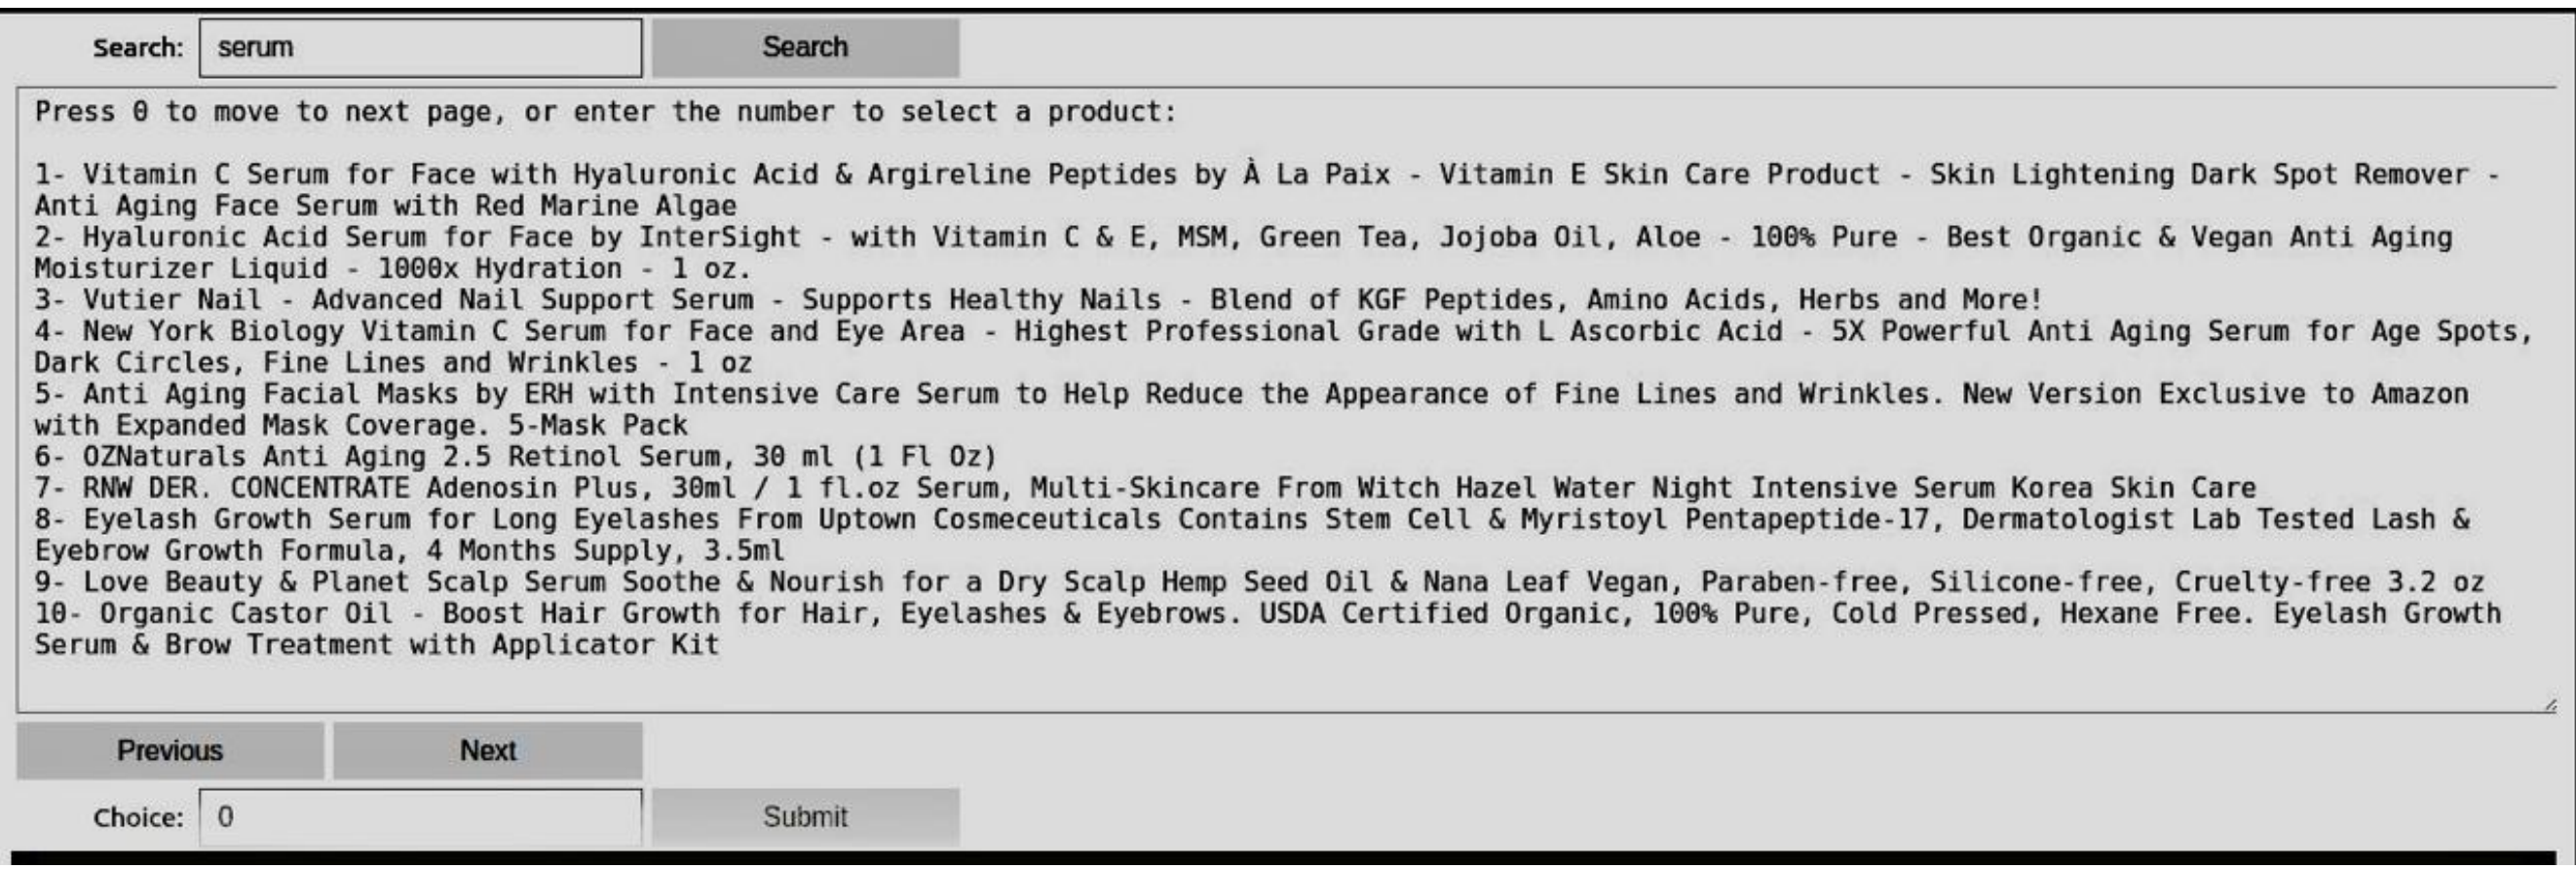 Search: serum Search
Press 0 to move to next page, or enter the number to select a product:
1- Vitamin C Serum for Face with Hyaluronic Acid & Argireline Peptides by À La Paix - Vitamin E Skin Care Product - Skin Lightening Dark Spot Remover -
Anti Aging Face Serum with Red Marine Algae
2- Hyaluronic Acid Serum for Face by InterSight - with Vitamin C & E, MSM, Green Tea, Jojoba Oil, Aloe - 100% Pure - Best Organic & Vegan Anti Aging
Moisturizer Liquid - 1000x Hydration - 1 oz.
3- Vutier Nail - Advanced Nail Support Serum - Supports Healthy Nails - Blend of KGF Peptides, Amino Acids, Herbs and More!
4- New York Biology Vitamin C Serum for Face and Eye Area - Highest Professional Grade with L Ascorbic Acid - 5X Powerful Anti Aging Serum for Age Spots,
Dark Circles, Fine Lines and Wrinkles - 1 oz
5- Anti Aging Facial Masks by ERH with Intensive Care Serum to Help Reduce the Appearance of Fine Lines and Wrinkles. New Version Exclusive to Amazon
with Expanded Mask Coverage. 5-Mask Pack
6- OZNaturals Anti Aging 2.5 Retinol Serum, 30 ml (1 Fl Oz)
7- RNW DER. CONCENTRATE Adenosin Plus, 30ml / 1 fl.oz Serum, Multi-Skincare From Witch Hazel Water Night Intensive Serum Korea Skin Care
8- Eyelash Growth Serum for Long Eyelashes From Uptown Cosmeceuticals Contains Stem Cell & Myristoyl Pentapeptide-17, Dermatologist Lab Tested Lash &
Eyebrow Growth Formula, 4 Months Supply, 3.5ml
9- Love Beauty & Planet Scalp Serum Soothe & Nourish for a Dry Scalp Hemp Seed Oil & Nana Leaf Vegan, Paraben-free, Silicone-free, Cruelty-free 3.2 oz
10- Organic Castor Oil - Boost Hair Growth for Hair, Eyelashes & Eyebrows. USDA Certified Organic, 100% Pure, Cold Pressed, Hexane Free. Eyelash Growth
Serum & Brow Treatment with Applicator Kit
Previous Next
Choice: 0 Submit